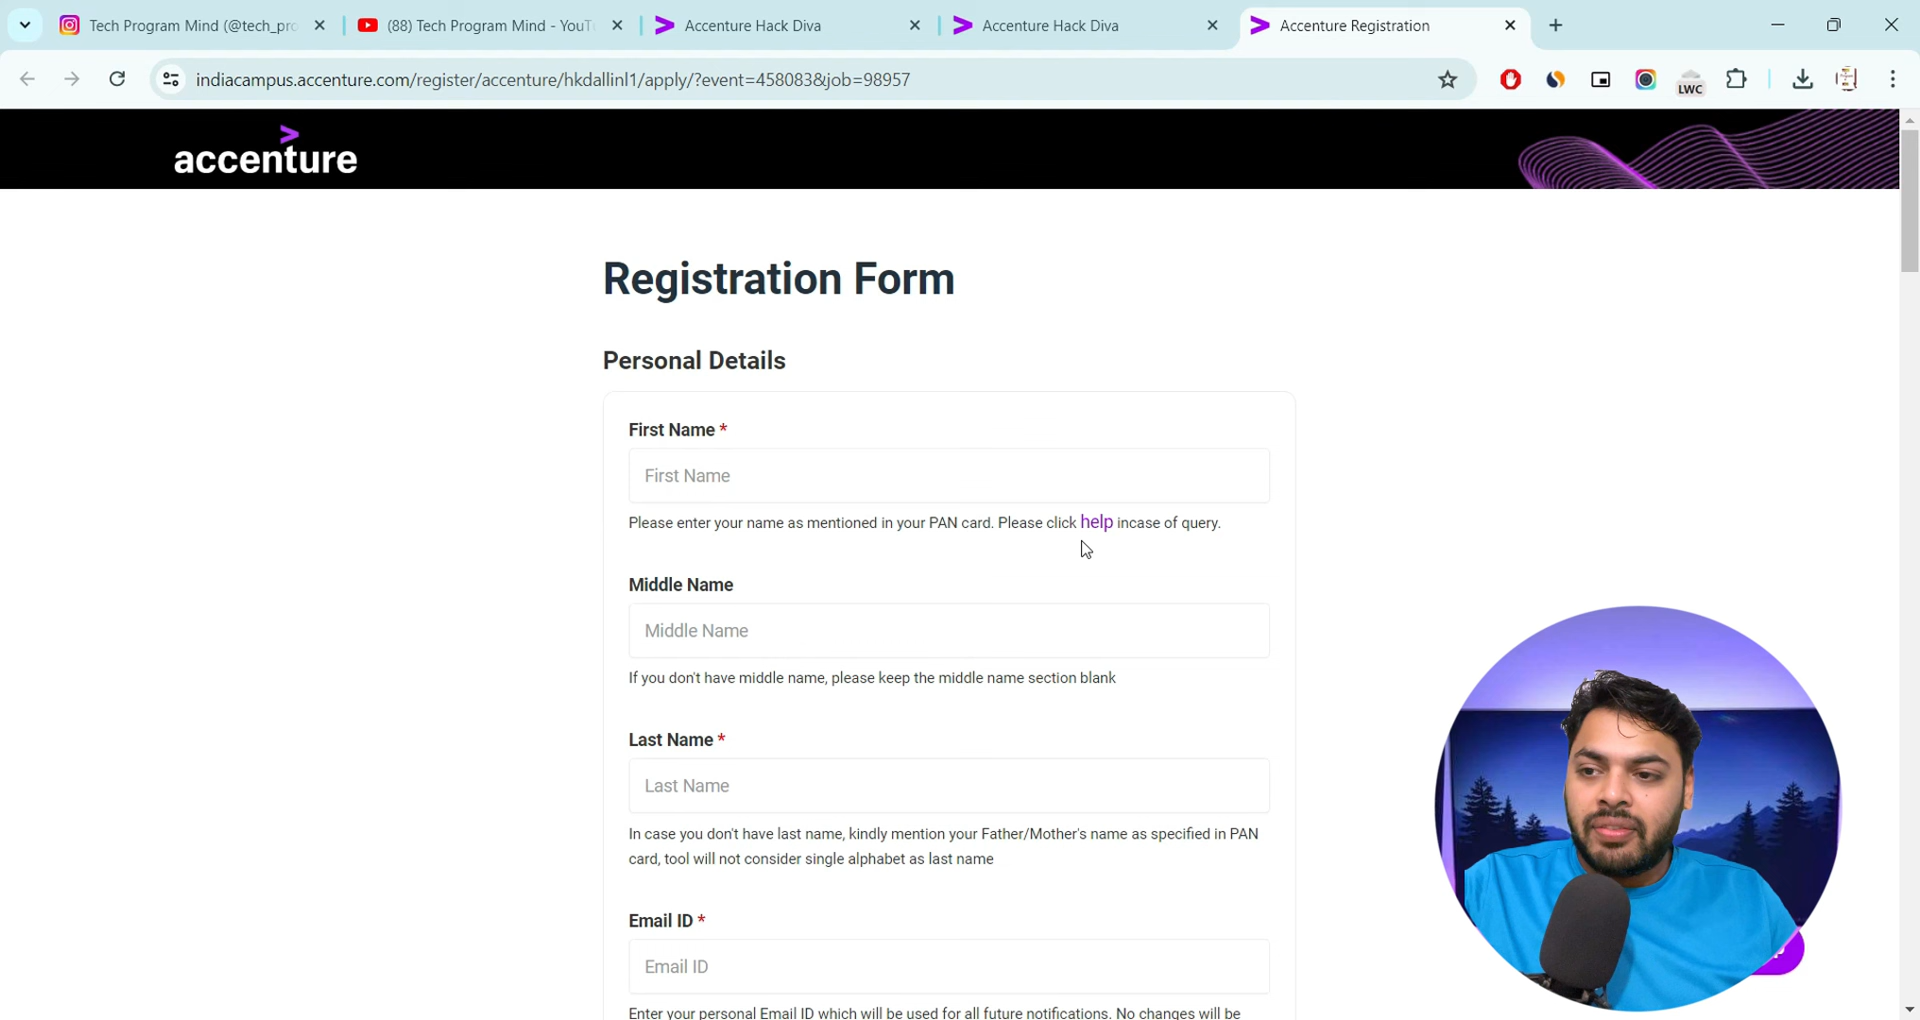 Tech Program Mind (@tech_pro
(88) Tech Program Mind - YouTu
Accenture Hack Diva
Accenture Hack Diva
Accenture Registration
indiacampus.accenture.com/register/accenture/hkdallinl1/apply/?event=458083&job=98957
LWC
accenture
Registration Form
Personal Details
First Name *
First Name
Please enter your name as mentioned in your PAN card. Please click help incase of query.
Middle Name
Middle Name
If you don't have middle name, please keep the middle name section blank
Last Name *
Last Name
In case you don't have last name, kindly mention your Father/Mother's name as specified in PAN
card, tool will not consider single alphabet as last name
Email ID *
Email ID
Enter your personal Email ID which will be used for all future notifications. No changes will be